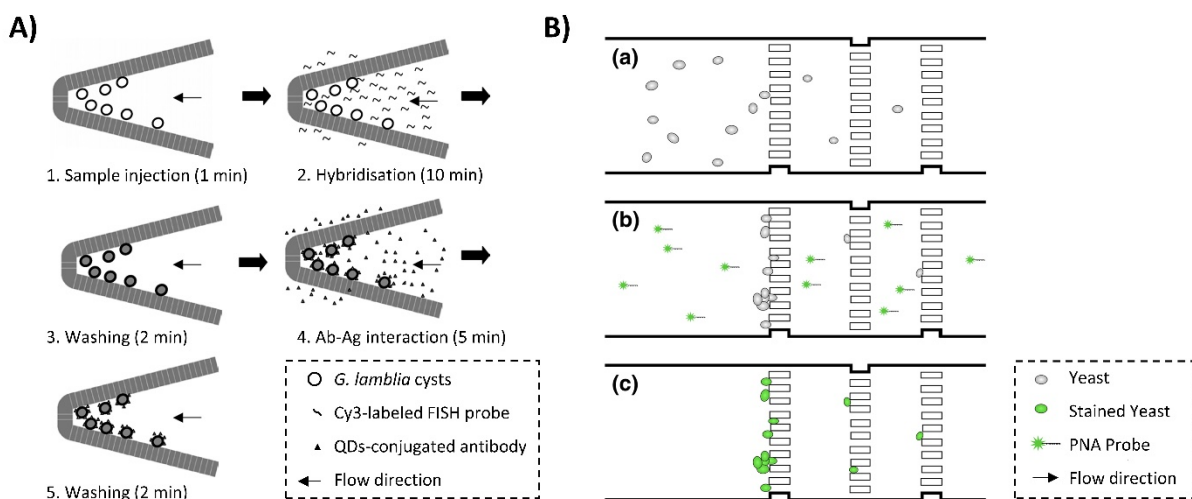 A)
1. Sample injection (1 min)
2. Hybridisation (10 min)
3. Washing (2 min)
4. Ab-Ag interaction (5 min)
5. Washing (2 min)
G. lamblia cysts
Cy3-labeled FISH probe
QDs-conjugated antibody
Flow direction
B)
(a)
(b)
(c)
Yeast
Stained Yeast
PNA Probe
Flow direction